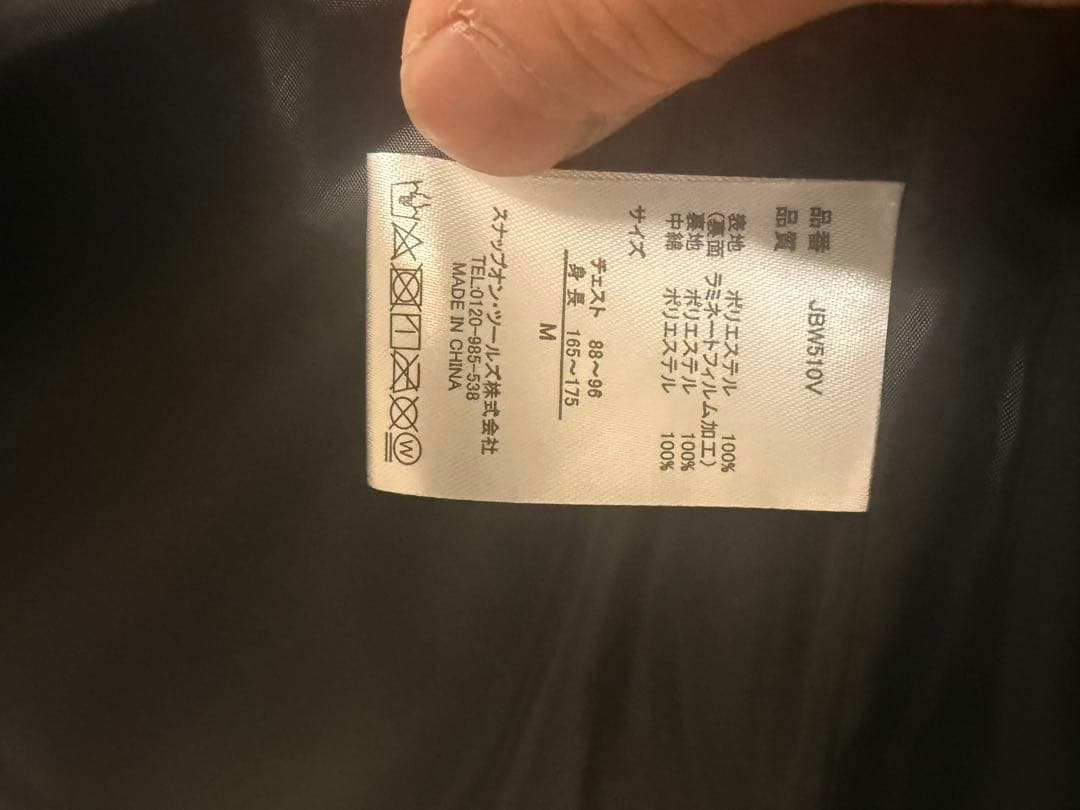 品番 JBW510V
品質
表地 ポリエステル 100%
(裏面 ラミネートフィルム加工)
裏地 ポリエステル 100%
中綿 ポリエステル 100%
サイズ
チェスト 88～96
身長 165～175
M
スナップオン・ツールズ株式会社
TEL:0120-985-538
MADE IN CHINA
W